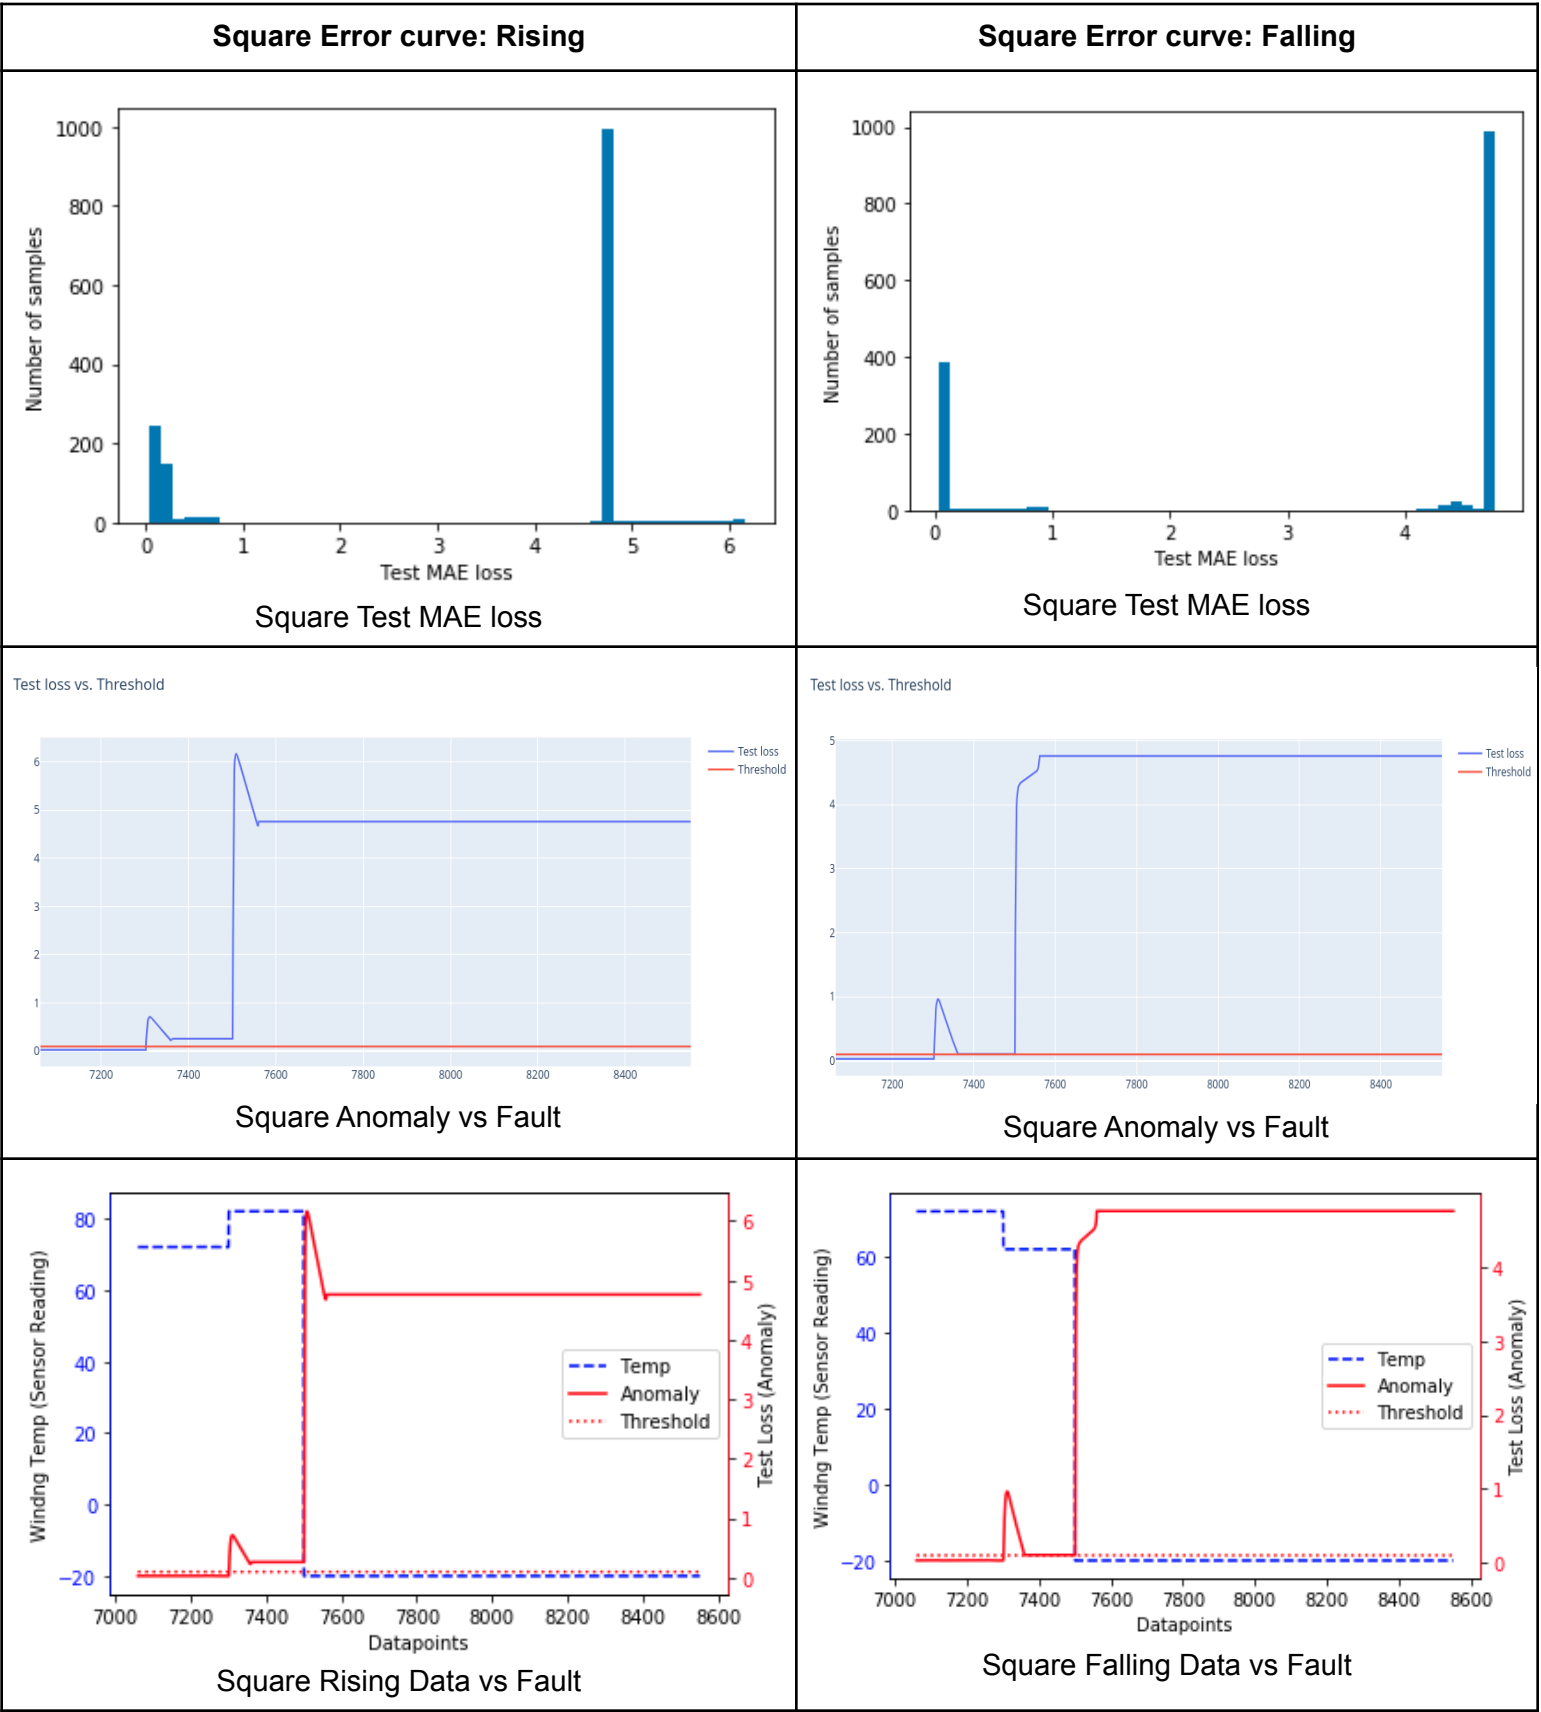 Square Error curve: Rising
Square Error curve: Falling
1000
800
600
400
200
0
Number of samples
0 1 2 3 4 5 6
Test MAE loss
Square Test MAE loss
1000
800
600
400
200
0
Number of samples
0 1 2 3 4
Test MAE loss
Square Test MAE loss
Test loss vs. Threshold
6
5
4
3
2
1
0
7200 7400 7600 7800 8000 8200 8400
Test loss
Threshold
Square Anomaly vs Fault
Test loss vs. Threshold
5
4
3
2
1
0
7200 7400 7600 7800 8000 8200 8400
Test loss
Threshold
Square Anomaly vs Fault
80
60
40
20
0
−20
Windng Temp (Sensor Reading)
6
5
4
3
2
1
0
Test Loss (Anomaly)
Temp
Anomaly
Threshold
7000 7200 7400 7600 7800 8000 8200 8400 8600
Datapoints
Square Rising Data vs Fault
60
40
20
0
−20
Windng Temp (Sensor Reading)
4
3
2
1
0
Test Loss (Anomaly)
Temp
Anomaly
Threshold
7000 7200 7400 7600 7800 8000 8200 8400 8600
Datapoints
Square Falling Data vs Fault